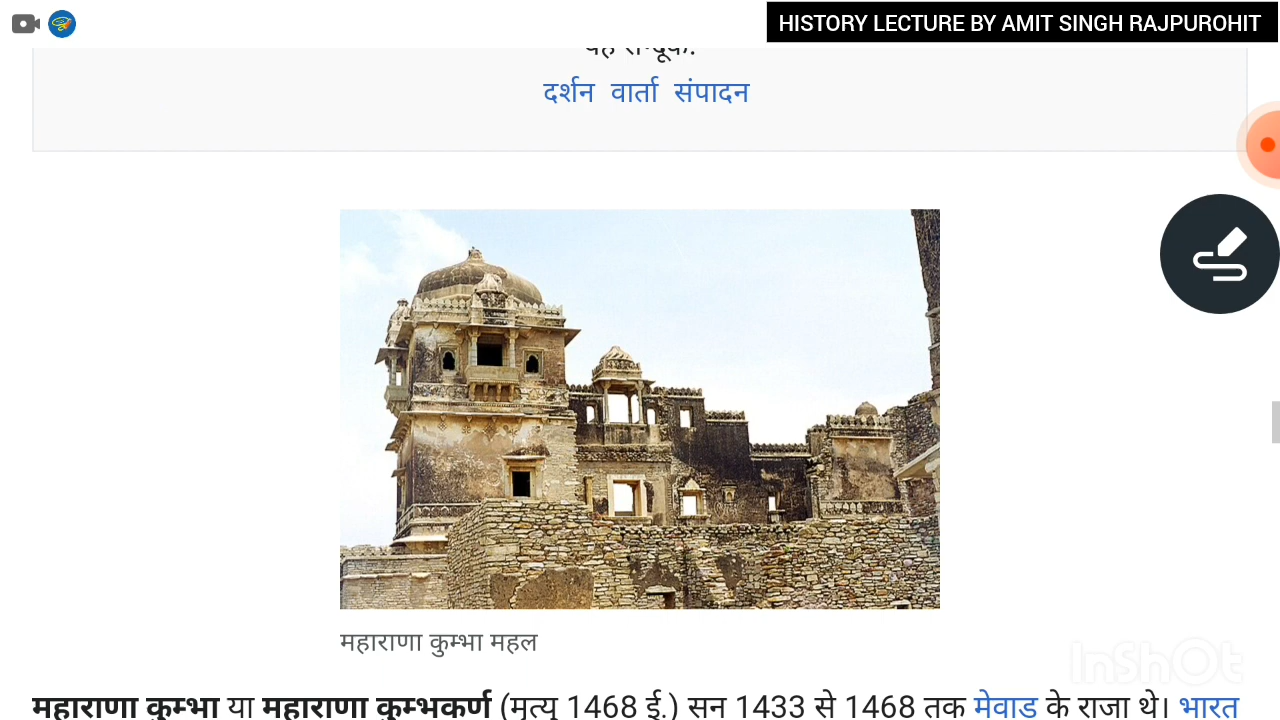 HISTORY LECTURE BY AMIT SINGH RAJPUROHIT
दर्शन वार्ता संपादन
महाराणा कुम्भा महल
InShOt
महाराणा कुम्भा या महाराणा कुम्भकर्ण (मृत्यु 1468 ई.) सन 1433 से 1468 तक मेवाड़ के राजा थे। भारत